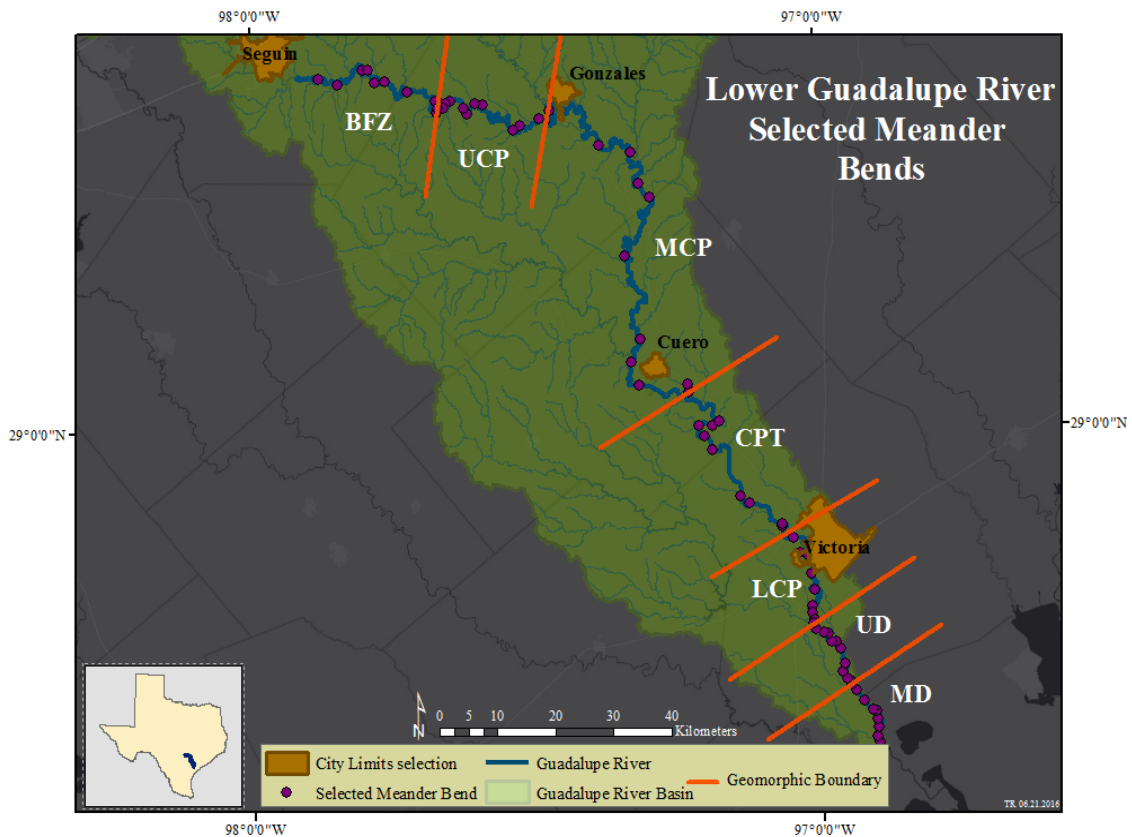 98°0'0"W
97°0'0"W
Seguin
Gonzales
Lower Guadalupe River
Selected Meander
Bends
BFZ
UCP
MCP
Cuero
29°0'0"N
29°0'0"N
CPT
Victoria
LCP
UD
MD
N
0 5 10 20 30 40
Kilometers
City Limits selection
Guadalupe River
Geomorphic Boundary
Selected Meander Bend
Guadalupe River Basin
TR 06.21.2016
98°0'0"W
97°0'0"W